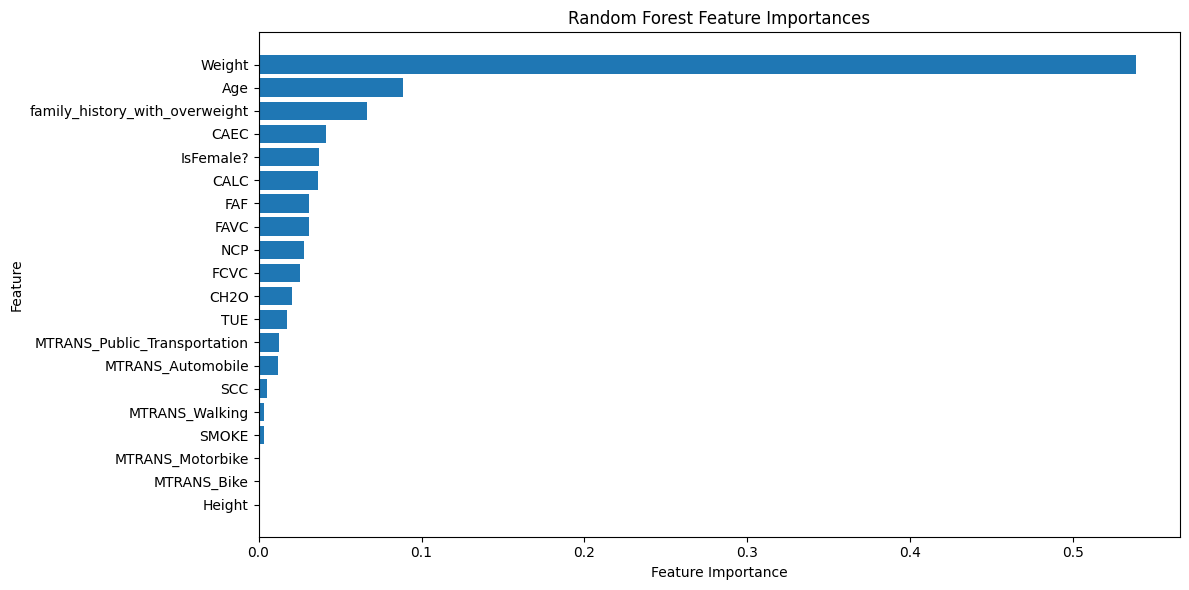 Random Forest Feature Importances
Weight
Age
family_history_with_overweight
CAEC
IsFemale?
CALC
FAF
FAVC
NCP
FCVC
CH2O
TUE
MTRANS_Public_Transportation
MTRANS_Automobile
SCC
MTRANS_Walking
SMOKE
MTRANS_Motorbike
MTRANS_Bike
Height
Feature
0.0 0.1 0.2 0.3 0.4 0.5
Feature Importance